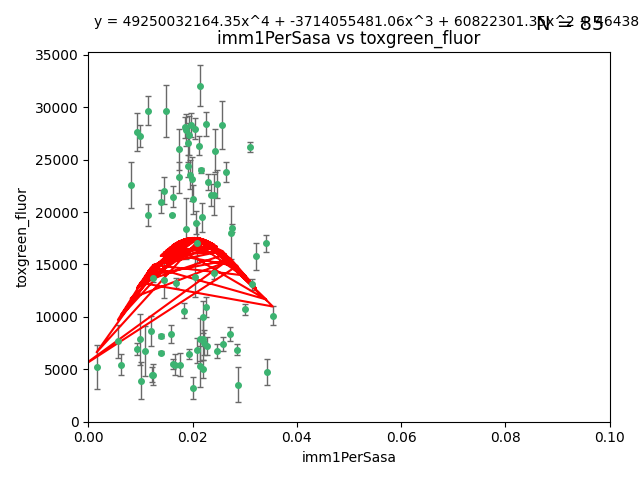 y = 49250032164.35x^4 + -3714055481.06x^3 + 60822301.35x^2 +
N = 85
imm1PerSasa vs toxgreen_fluor
35000
30000
25000
20000
15000
10000
5000
0
toxgreen_fluor
0.00 0.02 0.04 0.06 0.08 0.10
imm1PerSasa